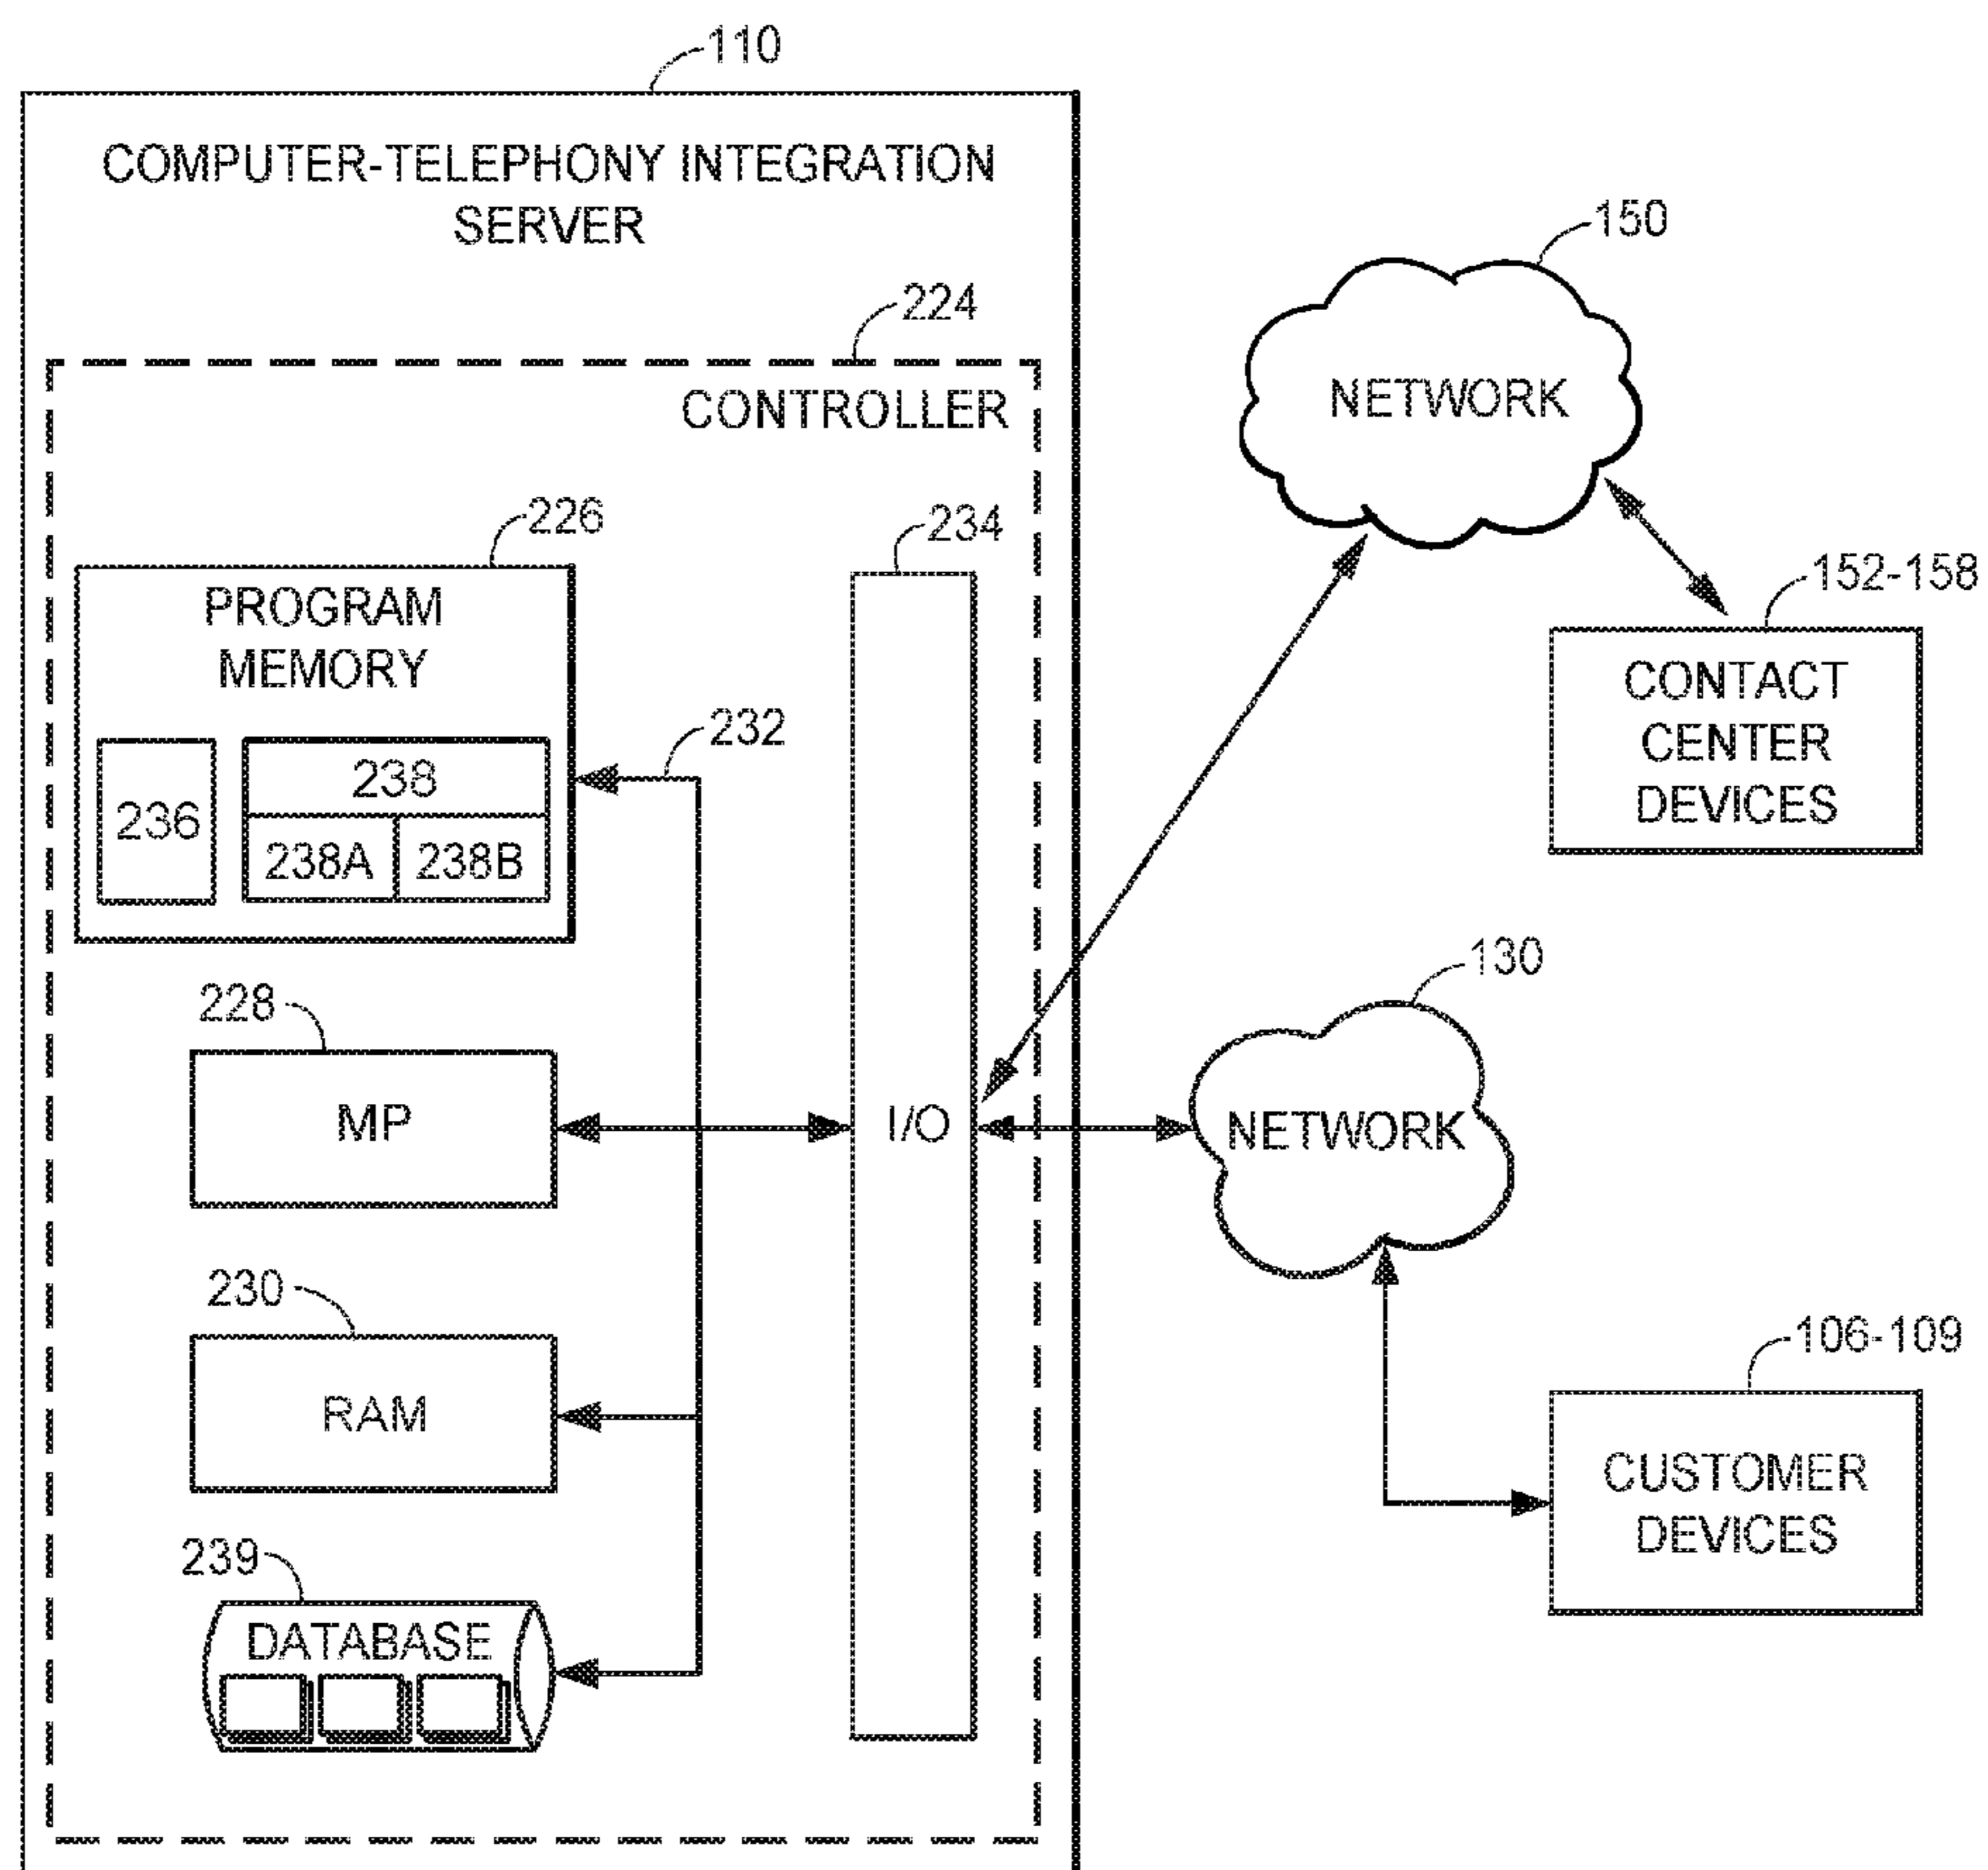 110
COMPUTER-TELEPHONY INTEGRATION
SERVER
224
CONTROLLER
226
PROGRAM
MEMORY
236
238
238A
238B
232
234
I/O
228
MP
230
RAM
239
DATABASE
150
NETWORK
152-158
CONTACT
CENTER
DEVICES
130
NETWORK
106-109
CUSTOMER
DEVICES